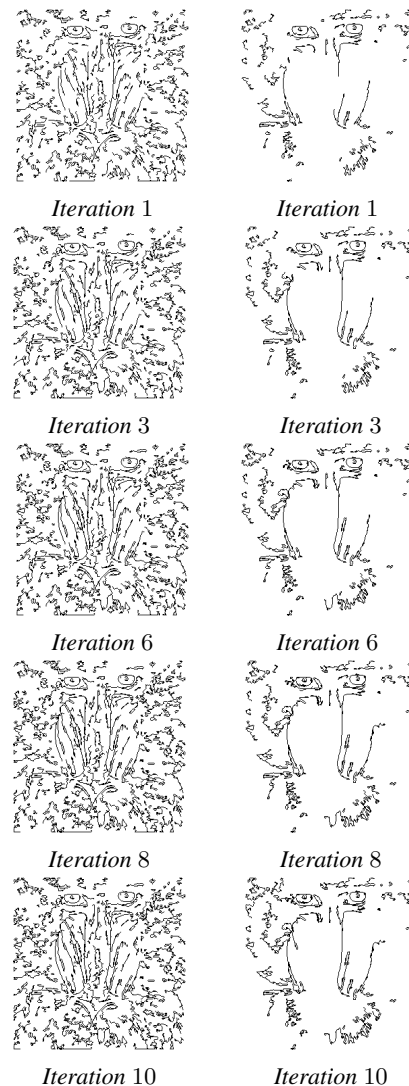 Iteration 1 Iteration 1
Iteration 3 Iteration 3
Iteration 6 Iteration 6
Iteration 8 Iteration 8
Iteration 10 Iteration 10